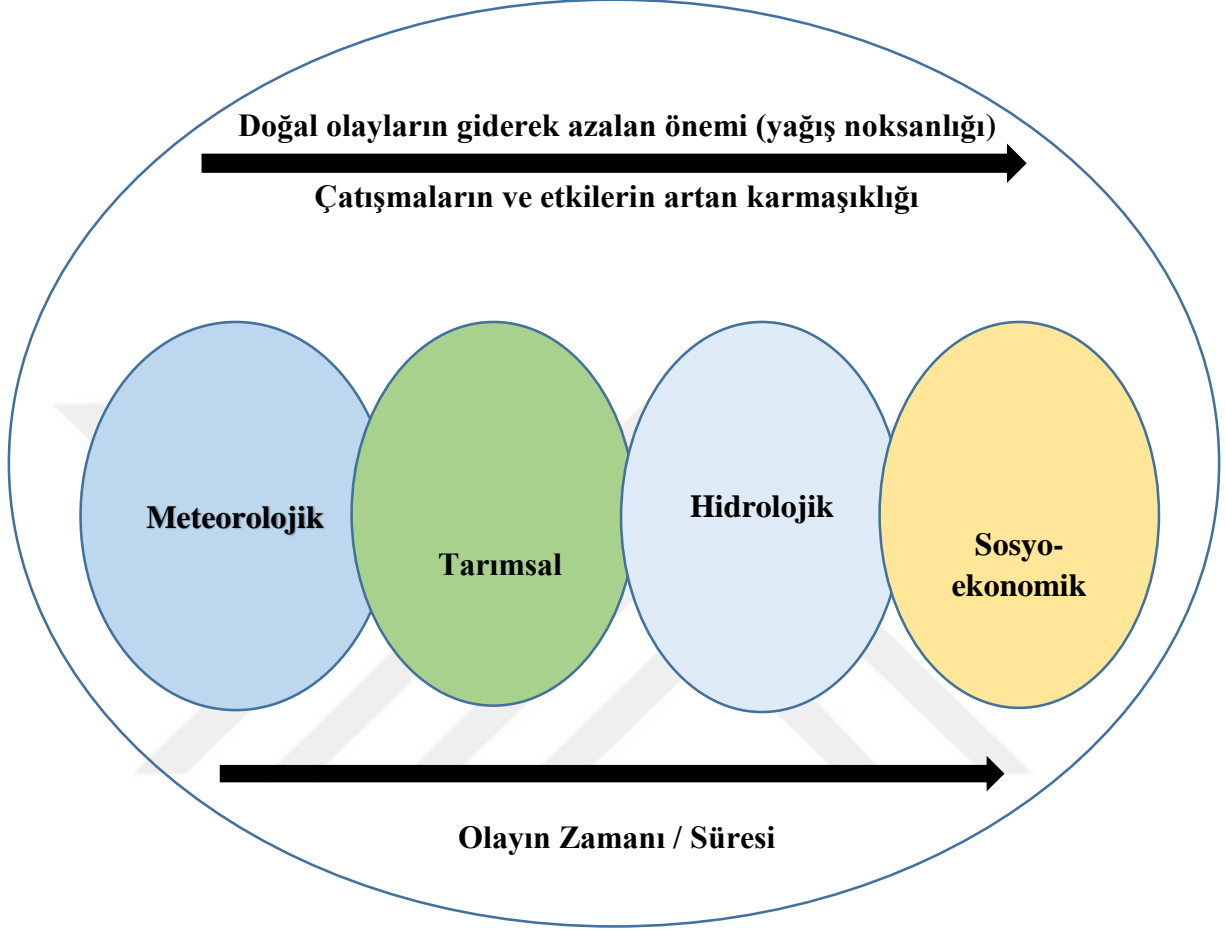 Doğal olayların giderek azalan önemi (yağış noksanlığı)
Çatışmaların ve etkilerin artan karmaşıklığı
Meteorolojik
Tarımsal
Hidrolojik
Sosyo-
ekonomik
Olayın Zamanı / Süresi